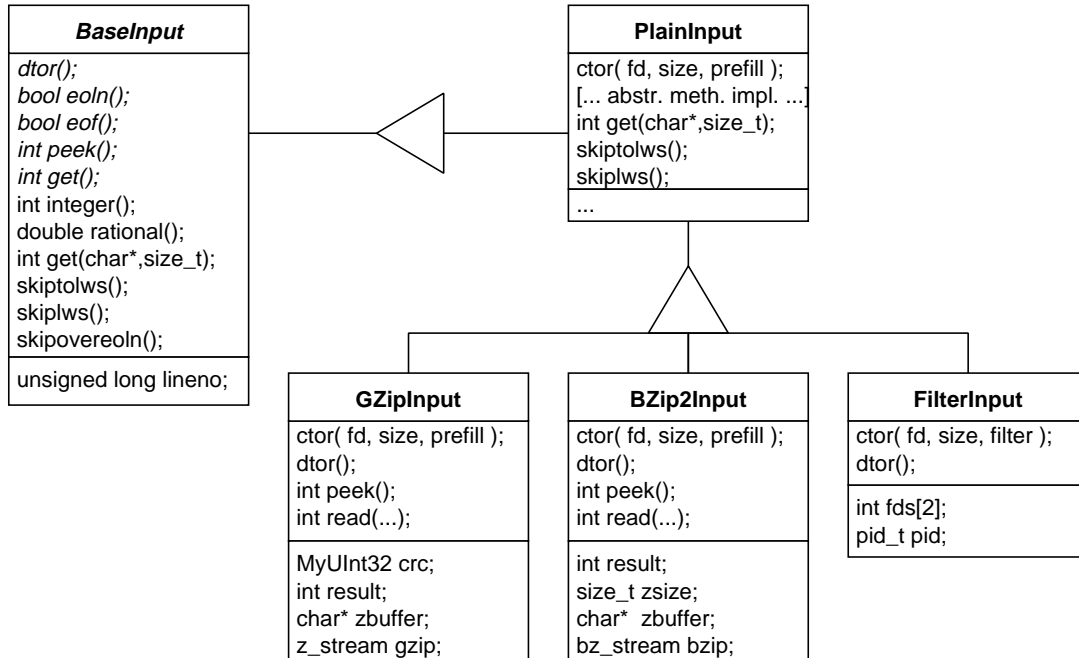 BaseInput
dtor();
bool eoln();
bool eof();
int peek();
int get();
int integer();
double rational();
int get(char*,size_t);
skiptolws();
skiplws();
skipovereoln();
unsigned long lineno;
PlainInput
ctor( fd, size, prefill );
[... abstr. meth. impl. ...]
int get(char*,size_t);
skiptolws();
skiplws();
...
GZipInput
ctor( fd, size, prefill );
dtor();
int peek();
int read(...);
MyUInt32 crc;
int result;
char* zbuffer;
z_stream gzip;
BZip2Input
ctor( fd, size, prefill );
dtor();
int peek();
int read(...);
int result;
size_t zsize;
char* zbuffer;
bz_stream bzip;
FilterInput
ctor( fd, size, filter );
dtor();
int fds[2];
pid_t pid;